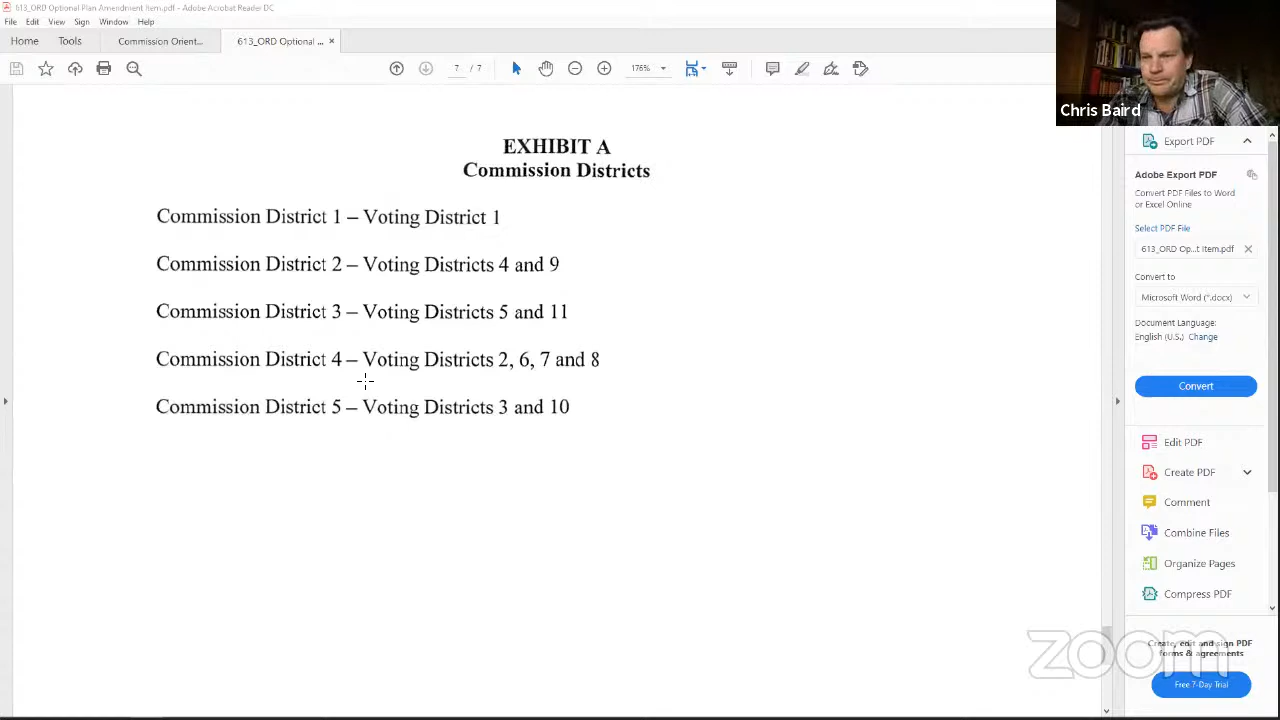 613_ORD Optional Plan Amendment Item.pdf - Adobe Acrobat Reader DC
File Edit View Sign Window Help
Home Tools Commission Orient... 613_ORD Optional ... ×
7 / 7 176%
Chris Baird
EXHIBIT A
Commission Districts
Commission District 1 – Voting District 1
Commission District 2 – Voting Districts 4 and 9
Commission District 3 – Voting Districts 5 and 11
Commission District 4 – Voting Districts 2, 6, 7 and 8
Commission District 5 – Voting Districts 3 and 10
Export PDF
Adobe Export PDF
Convert PDF Files to Word
or Excel Online
Select PDF File
613_ORD Op...t Item.pdf
Convert to
Microsoft Word (*.docx)
Document Language:
English (U.S.) Change
Convert
Edit PDF
Create PDF
Comment
Combine Files
Organize Pages
Compress PDF
zoom
Create, edit and sign PDF
forms & agreements
Free 7-Day Trial